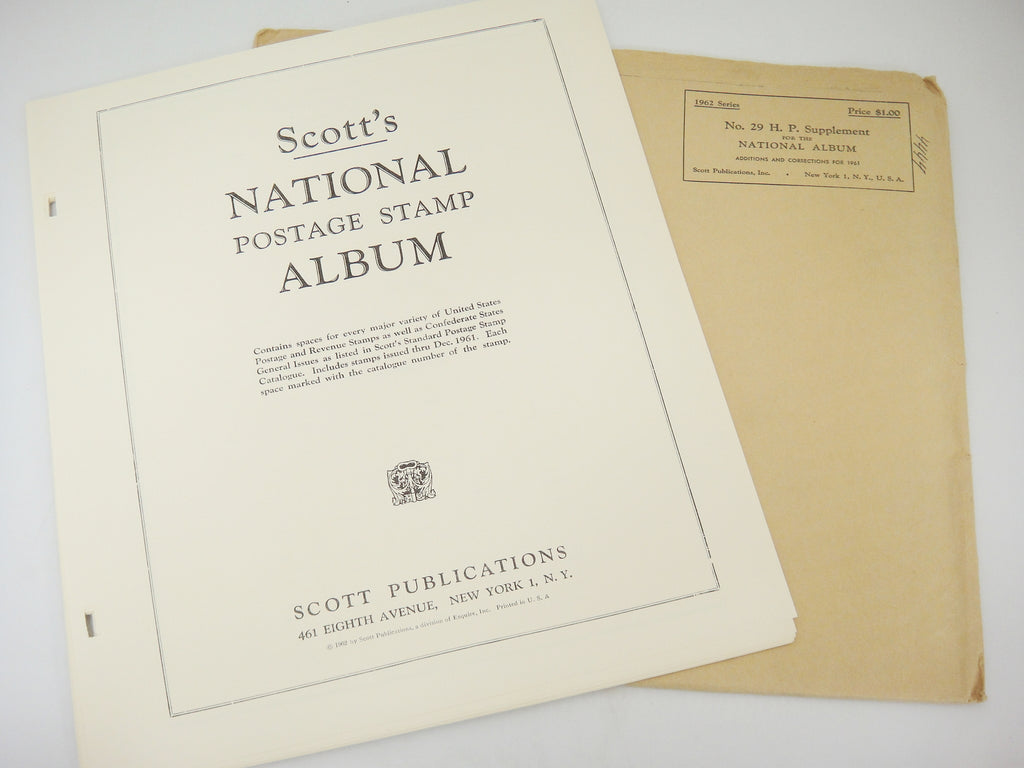 Scott's
NATIONAL
POSTAGE STAMP
ALBUM
Contains spaces for every major variety of United States
Postage and Revenue Stamps as well as Confederate States
General Issues as listed in Scott's Standard Postage Stamp
Catalogue. Includes stamps issued thru Dec. 1961. Each
space marked with the catalogue number of the stamp.
SCOTT PUBLICATIONS
461 EIGHTH AVENUE, NEW YORK 1, N. Y.
© 1962 by Scott Publications, a division of Esquire, Inc. Printed in U. S. A
1962 Series Price $1.00
No. 29 H. P. Supplement
FOR THE
NATIONAL ALBUM
ADDITIONS AND CORRECTIONS FOR 1961
Scott Publications, Inc. • New York 1, N. Y., U. S. A.